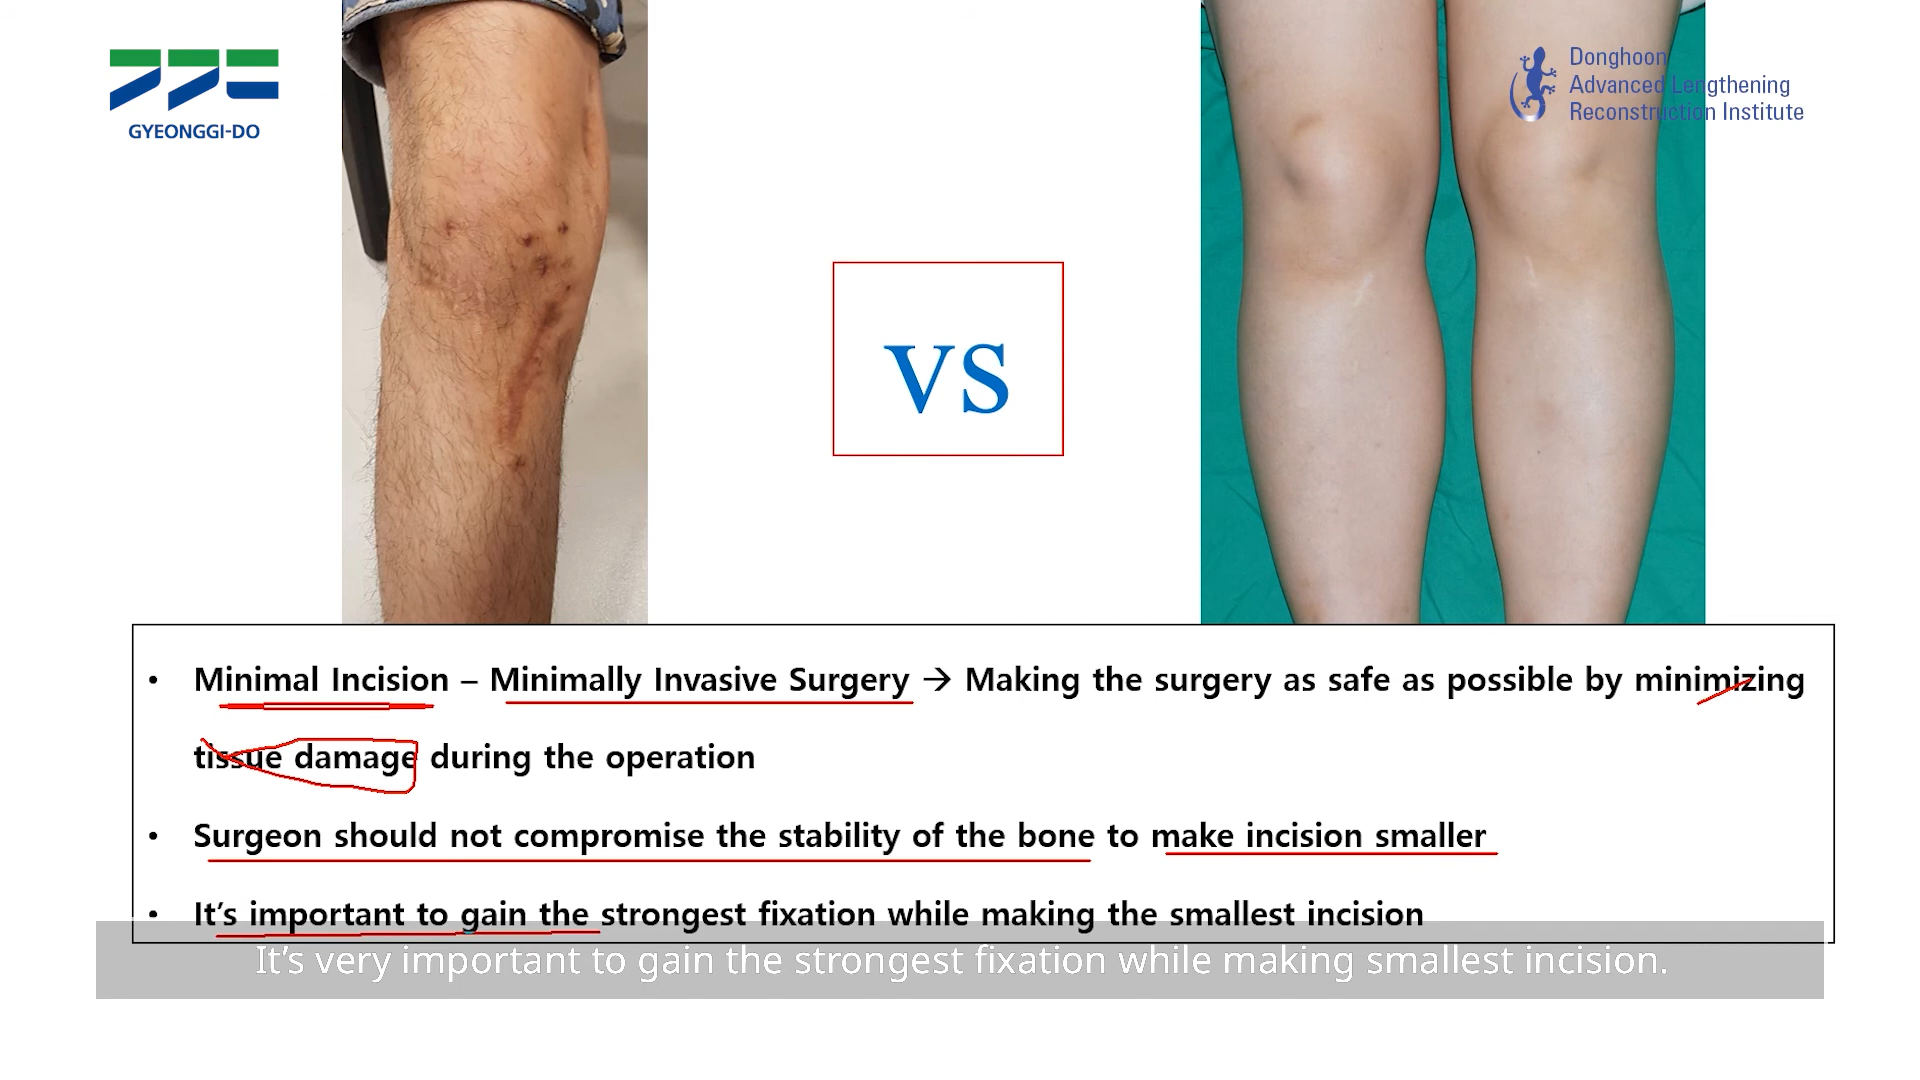 GYEONGGI-DO
Donghoon
Advanced Lengthening
Reconstruction Institute
VS
• Minimal Incision – Minimally Invasive Surgery → Making the surgery as safe as possible by minimizing
tissue damage during the operation
• Surgeon should not compromise the stability of the bone to make incision smaller
• It's important to gain the strongest fixation while making the smallest incision
It's very important to gain the strongest fixation while making smallest incision.